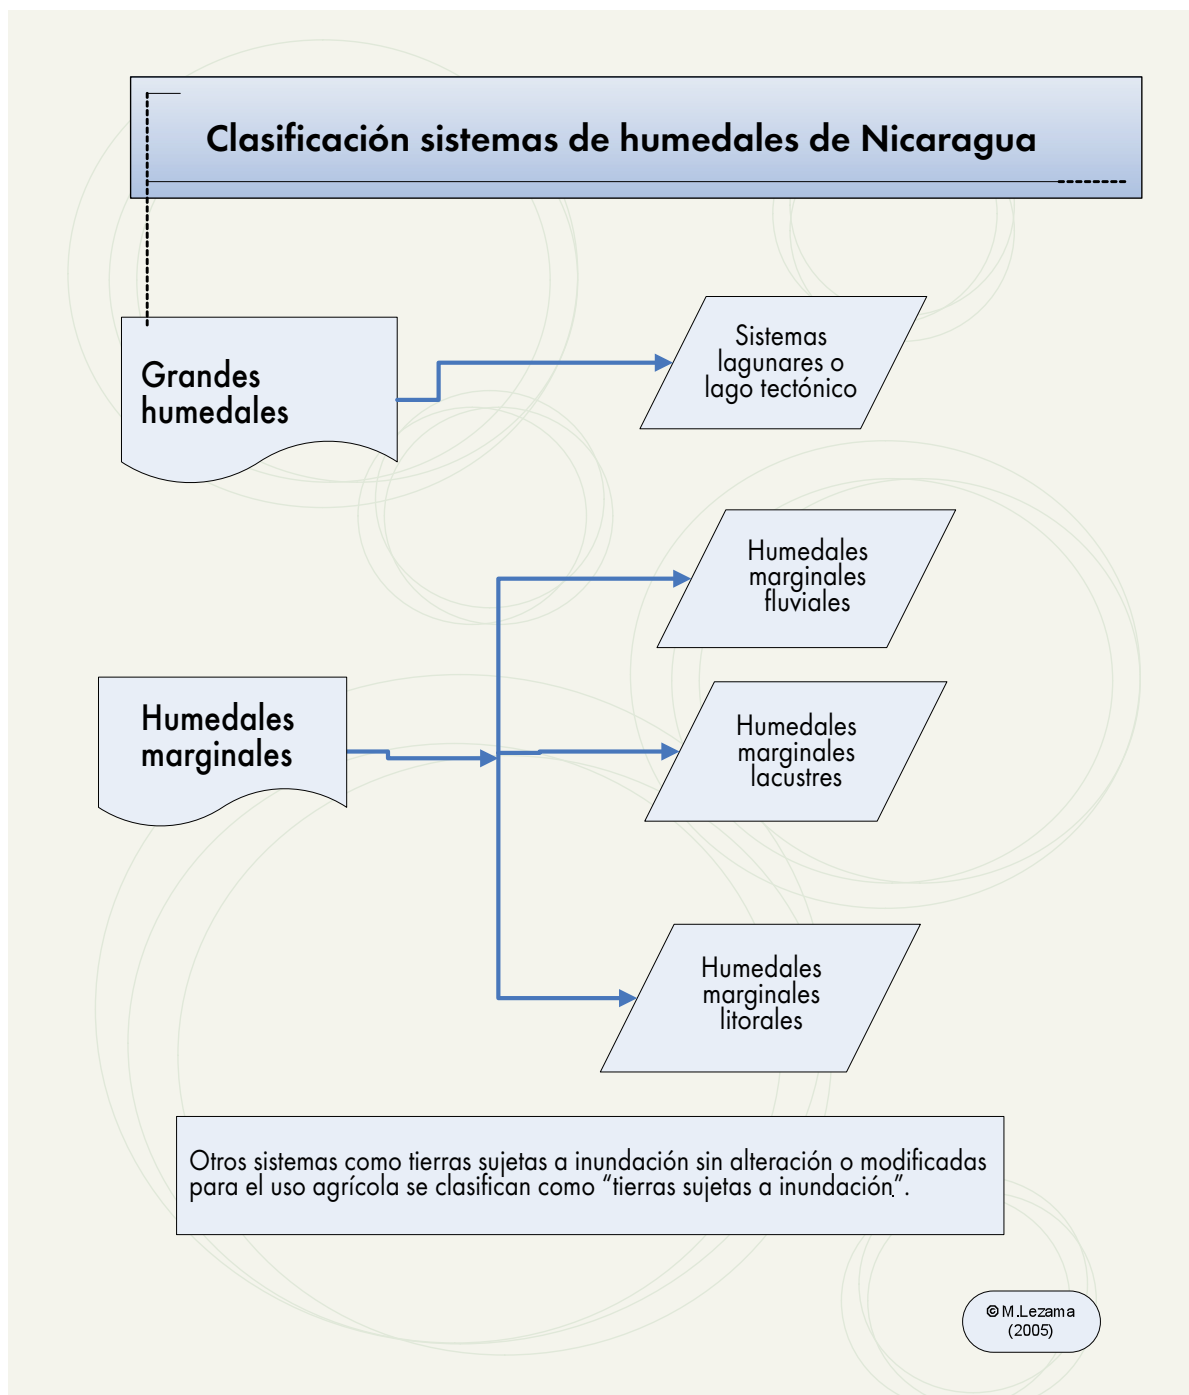 Clasificación sistemas de humedales de Nicaragua
Grandes
humedales
Sistemas
lagunares o
lago tectónico
Humedales
marginales
Humedales
marginales
fluviales
Humedales
marginales
lacustres
Humedales
marginales
litorales
Otros sistemas como tierras sujetas a inundación sin alteración o modificadas
para el uso agrícola se clasifican como “tierras sujetas a inundación.”.
© M.Lezama
(2005)